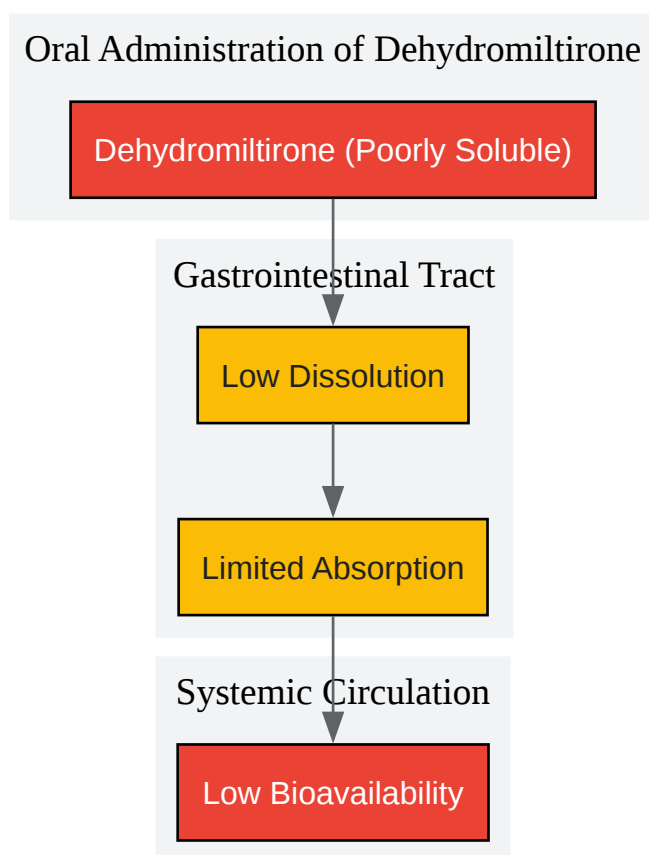 Oral Administration of Dehydromiltirone
Dehydromiltirone (Poorly Soluble)
Gastrointestinal Tract
Low Dissolution
Limited Absorption
Systemic Circulation
Low Bioavailability